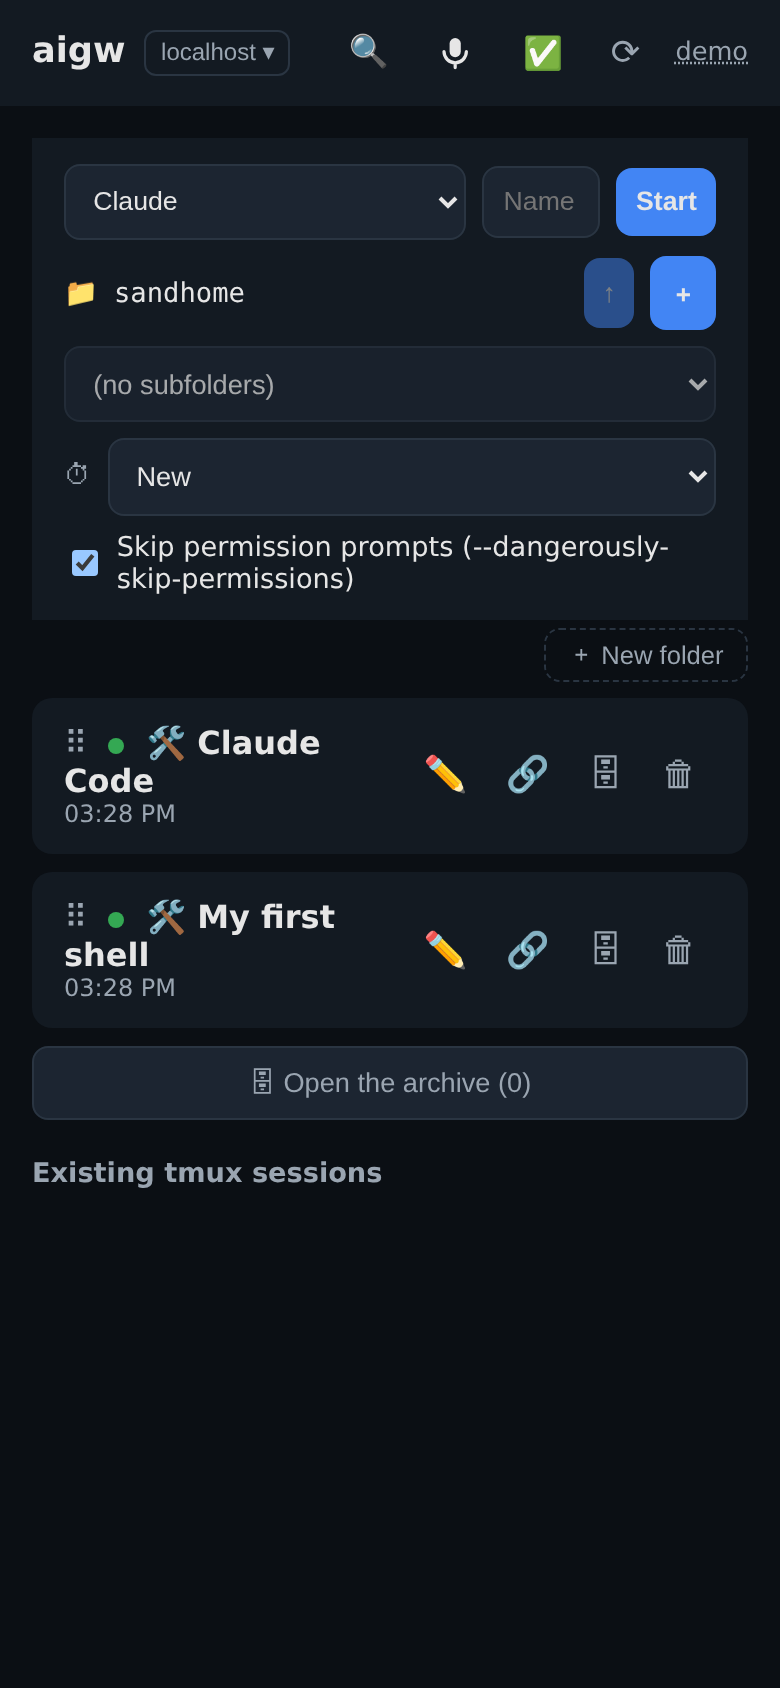 aigw localhost ▾ demo
Claude Name Start
sandhome ↑ +
(no subfolders)
New
Skip permission prompts (--dangerously-
skip-permissions)
+ New folder
Claude
Code
03:28 PM
My first
shell
03:28 PM
Open the archive (0)
Existing tmux sessions